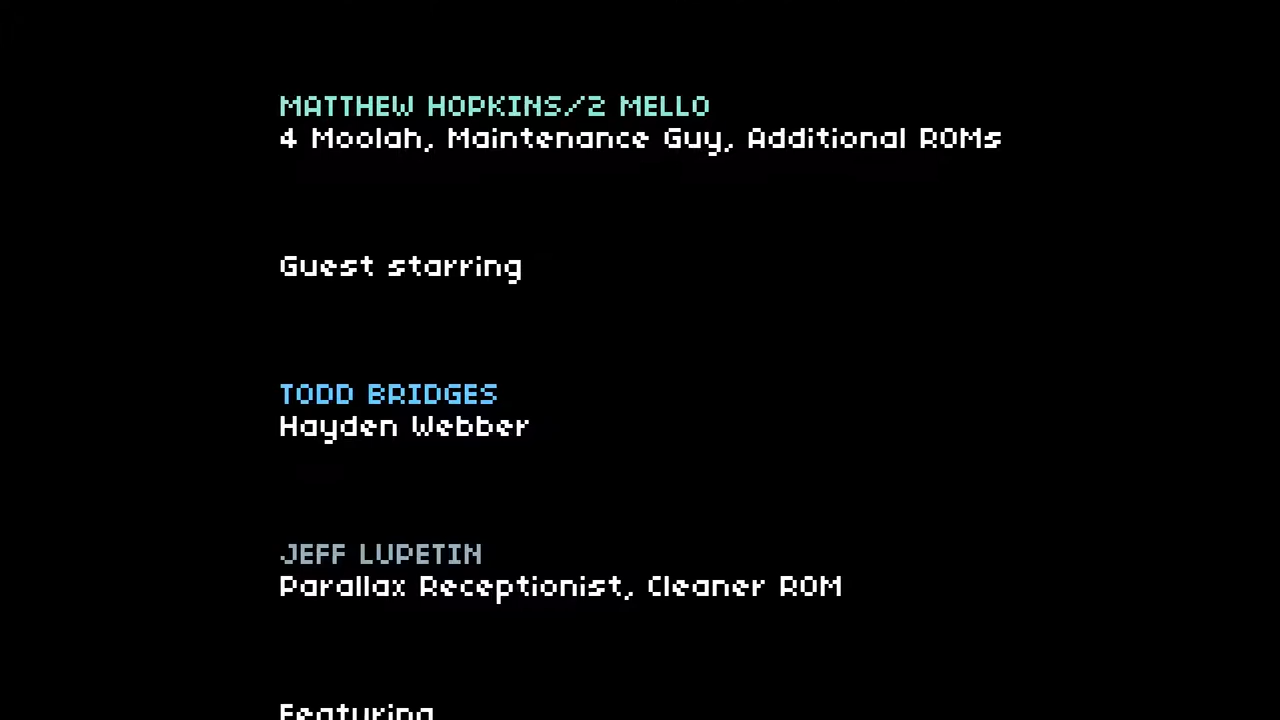 MATTHEW HOPKINS/2 MELLO
4 Moolah, Maintenance Guy, Additional ROMs
Guest starring
TODD BRIDGES
Hayden Webber
JEFF LUPETIN
Parallax Receptionist, Cleaner ROM
Featuring